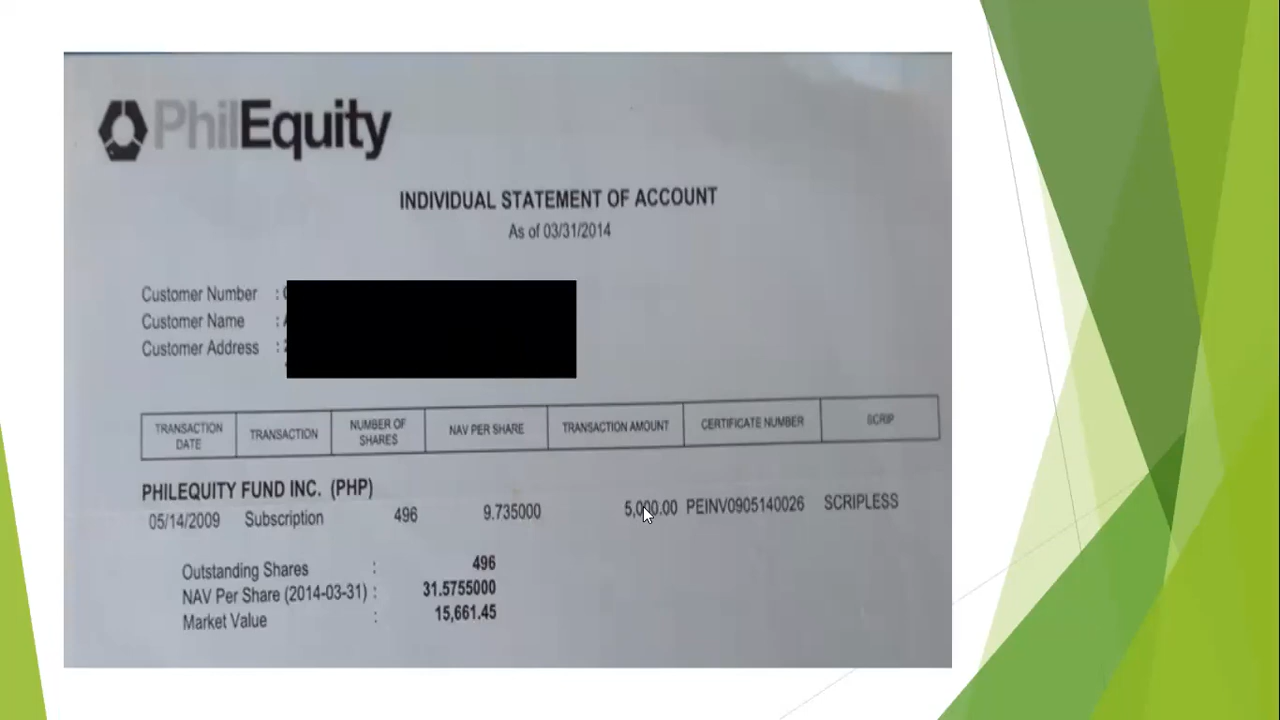 PhilEquity
INDIVIDUAL STATEMENT OF ACCOUNT
As of 03/31/2014
Customer Number :
Customer Name :
Customer Address :
TRANSACTION DATE TRANSACTION NUMBER OF SHARES NAV PER SHARE TRANSACTION AMOUNT CERTIFICATE NUMBER SCRIP
PHILEQUITY FUND INC. (PHP)
05/14/2009 Subscription 496 9.735000 5,000.00 PEINV0905140026 SCRIPLESS
Outstanding Shares : 496
NAV Per Share (2014-03-31) : 31.5755000
Market Value : 15,661.45